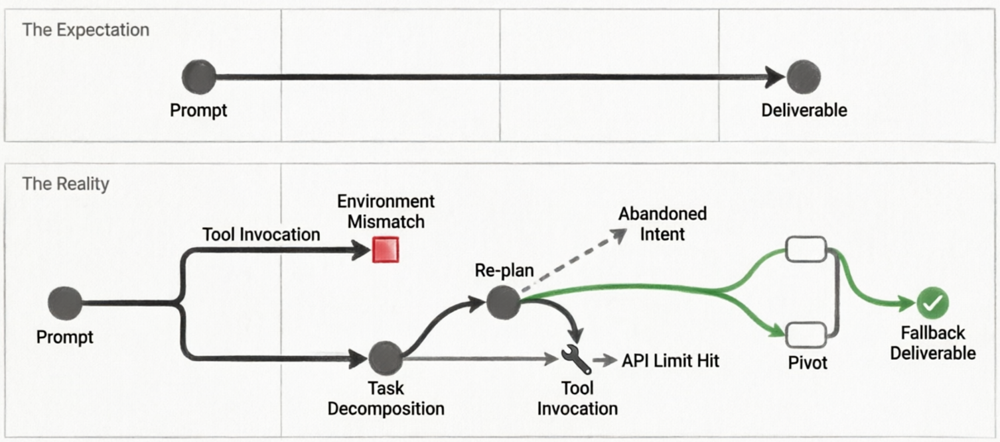 The Expectation
Prompt
Deliverable
The Reality
Environment
Mismatch
Tool Invocation
Abandoned
Intent
Re-plan
Prompt
Task
Decomposition
Tool
Invocation
API Limit Hit
Pivot
Fallback
Deliverable